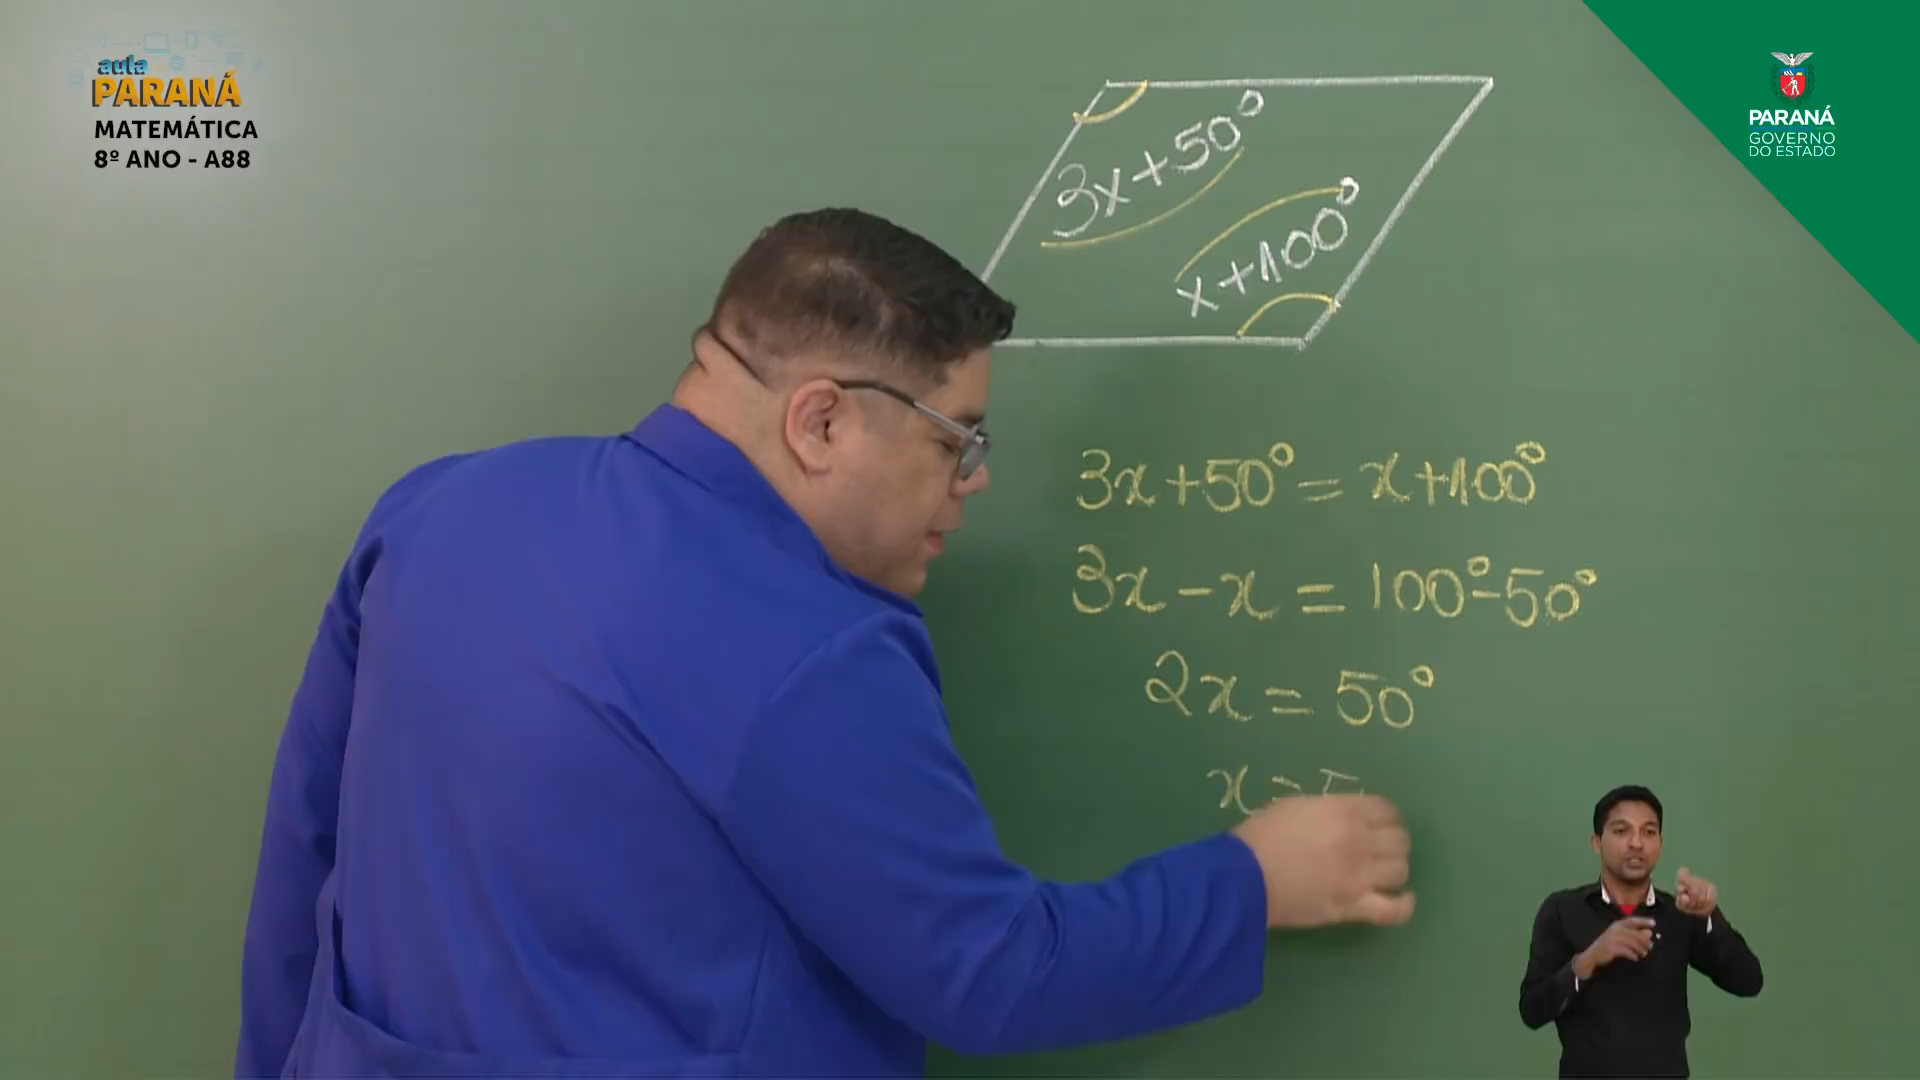 aula
PARANÁ
MATEMÁTICA
8º ANO - A88
PARANÁ
GOVERNO
DO ESTADO
3x+50°
x+100°
3x+50°=x+100°
3x-x=100°-50°
2x=50°
x=5